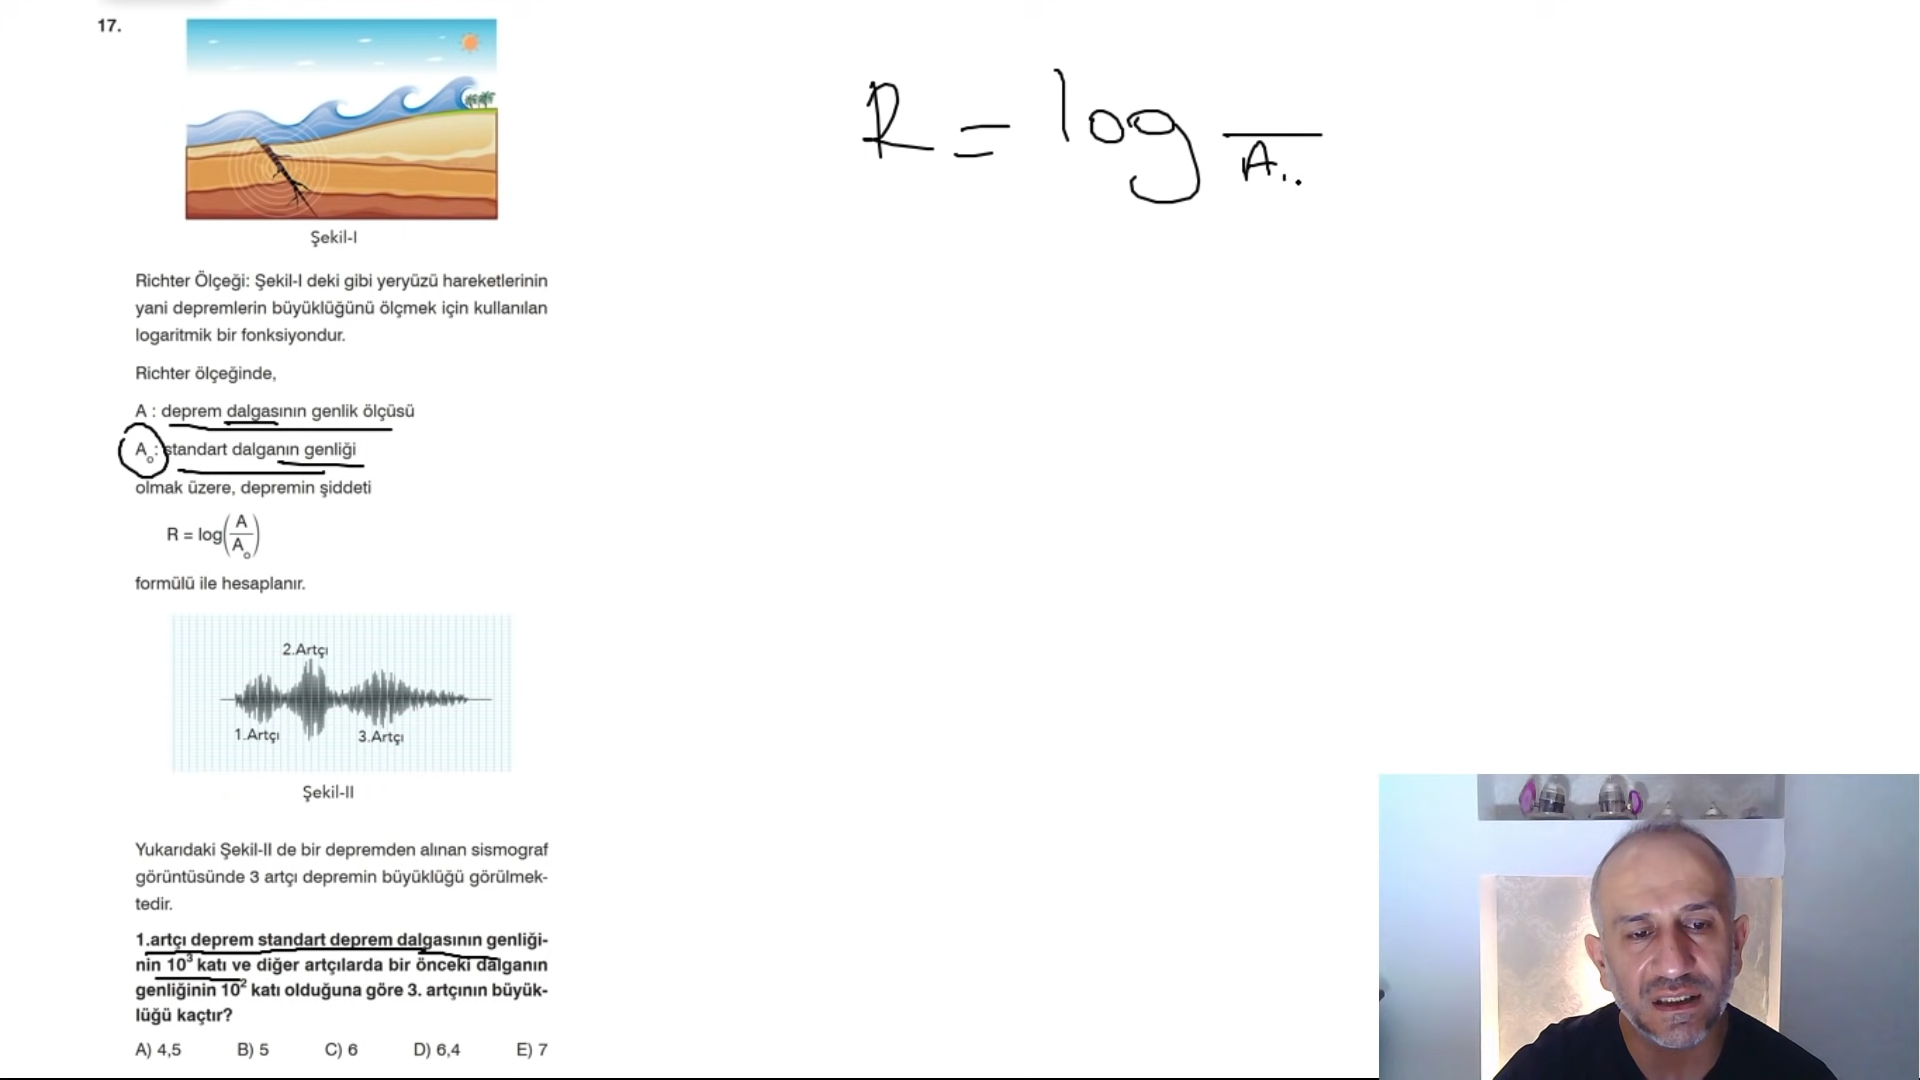 17.
Şekil-I
Richter Ölçeği: Şekil-I deki gibi yeryüzü hareketlerinin
yani depremlerin büyüklüğünü ölçmek için kullanılan
logaritmik bir fonksiyondur.
Richter ölçeğinde,
A : deprem dalgasının genlik ölçüsü
A₀: standart dalganın genliği
olmak üzere, depremin şiddeti
R = log(A/A₀)
formülü ile hesaplanır.
2.Artçı
1.Artçı 3.Artçı
Şekil-II
Yukarıdaki Şekil-II de bir depremden alınan sismograf
görüntüsünde 3 artçı depremin büyüklüğü görülmek-
tedir.
1.artçı deprem standart deprem dalgasının genliği-
nin 10³ katı ve diğer artçılarda bir önceki dalganın
genliğinin 10² katı olduğuna göre 3. artçının büyük-
lüğü kaçtır?
A) 4,5 B) 5 C) 6 D) 6,4 E) 7
R = log
A..